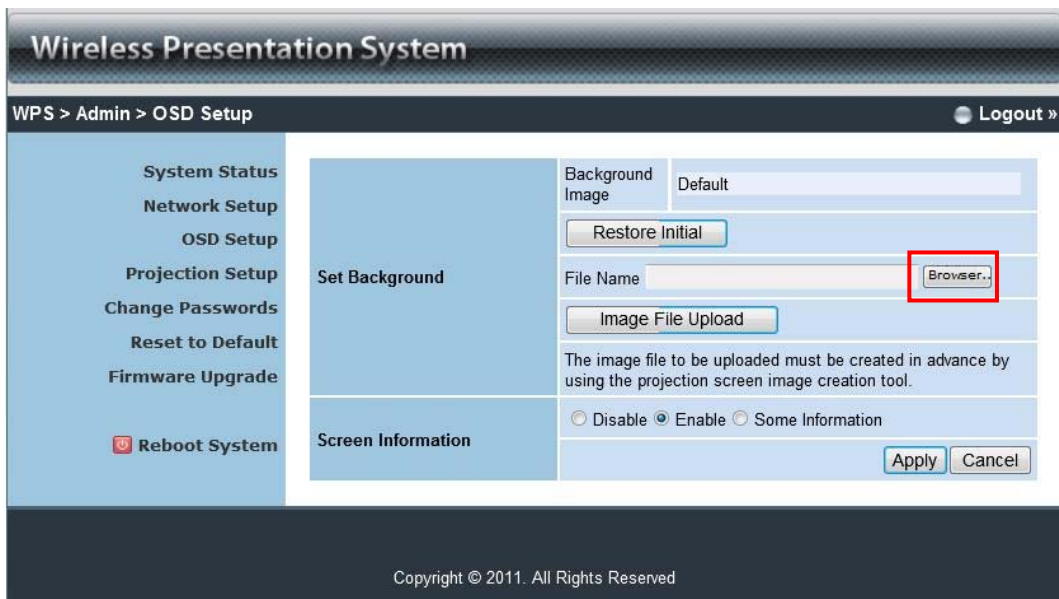 Wireless Presentation System
WPS > Admin > OSD Setup
Logout »
System Status
Network Setup
OSD Setup
Projection Setup
Change Passwords
Reset to Default
Firmware Upgrade
Reboot System
Set Background
Background
Image
Default
Restore Initial
File Name
Browser..
Image File Upload
The image file to be uploaded must be created in advance by
using the projection screen image creation tool.
Screen Information
Disable Enable Some Information
Apply Cancel
Copyright © 2011. All Rights Reserved